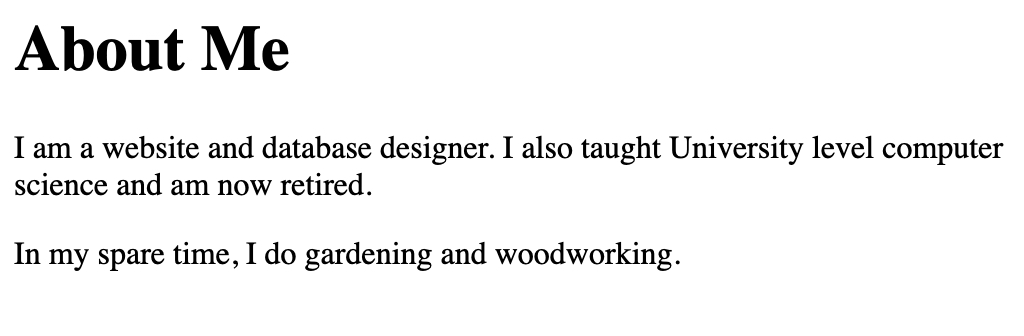 About Me
I am a website and database designer. I also taught University level computer
science and am now retired.
In my spare time, I do gardening and woodworking.